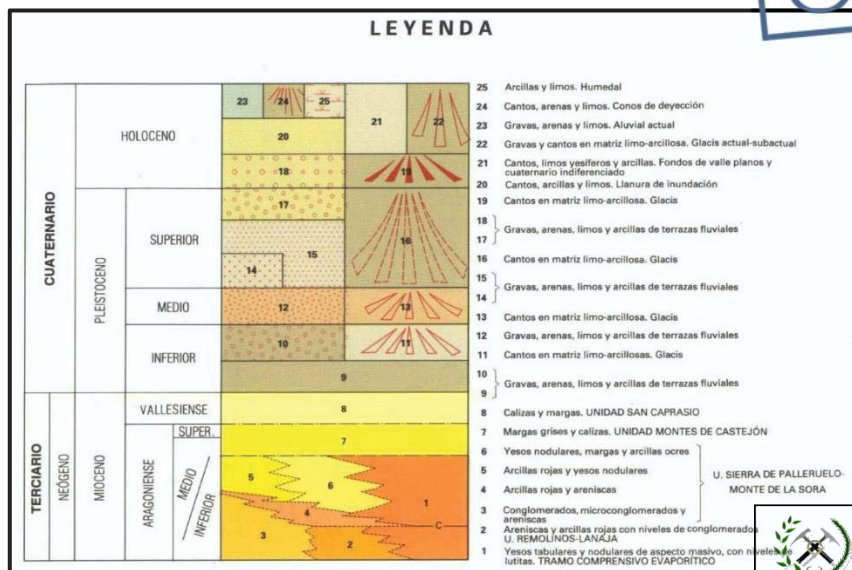 LEYENDA
CUATERNARIO
HOLOCENO
PLEISTOCENO
SUPERIOR
MEDIO
INFERIOR
TERCIARIO
NEÓGENO
MIOCENO
VALLESIENSE
ARAGONIENSE
SUPER.
MEDIO
INFERIOR
23
24
25
20
21
22
18
19
17
15
14
16
12
13
10
11
9
8
7
5
6
1
4
C
3
2
25 Arcillas y limos. Humedal
24 Cantos, arenas y limos. Conos de deyección
23 Gravas, arenas y limos. Aluvial actual
22 Gravas y cantos en matriz limo-arcillosa. Glacis actual-subactual
21 Cantos, limos yesíferos y arcillas. Fondos de valle planos y
cuaternario indiferenciado
20 Cantos, arcillas y limos. Llanura de inundación
19 Cantos en matriz limo-arcillosa. Glacis
18
17
Gravas, arenas, limos y arcillas de terrazas fluviales
16 Cantos en matriz limo-arcillosa. Glacis
15
14
Gravas, arenas, limos y arcillas de terrazas fluviales
13 Cantos en matriz limo-arcillosa. Glacis
12 Gravas, arenas, limos y arcillas de terrazas fluviales
11 Cantos en matriz limo-arcillosas. Glacis
10
9
Gravas, arenas, limos y arcillas de terrazas fluviales
8 Calizas y margas. UNIDAD SAN CAPRASIO
7 Margas grises y calizas. UNIDAD MONTES DE CASTEJÓN
6 Yesos nodulares, margas y arcillas ocres
5 Arcillas rojas y yesos nodulares
4 Arcillas rojas y areniscas
3 Conglomerados, microconglomerados y
areniscas
U. SIERRA DE PALLERUELO-
MONTE DE LA SORA
2 Areniscas y arcillas rojas con niveles de conglomerados
U. REMOLINOS-LANAJA
1 Yesos tabulares y nodulares de aspecto masivo, con niveles de
lutitas. TRAMO COMPRENSIVO EVAPORÍTICO